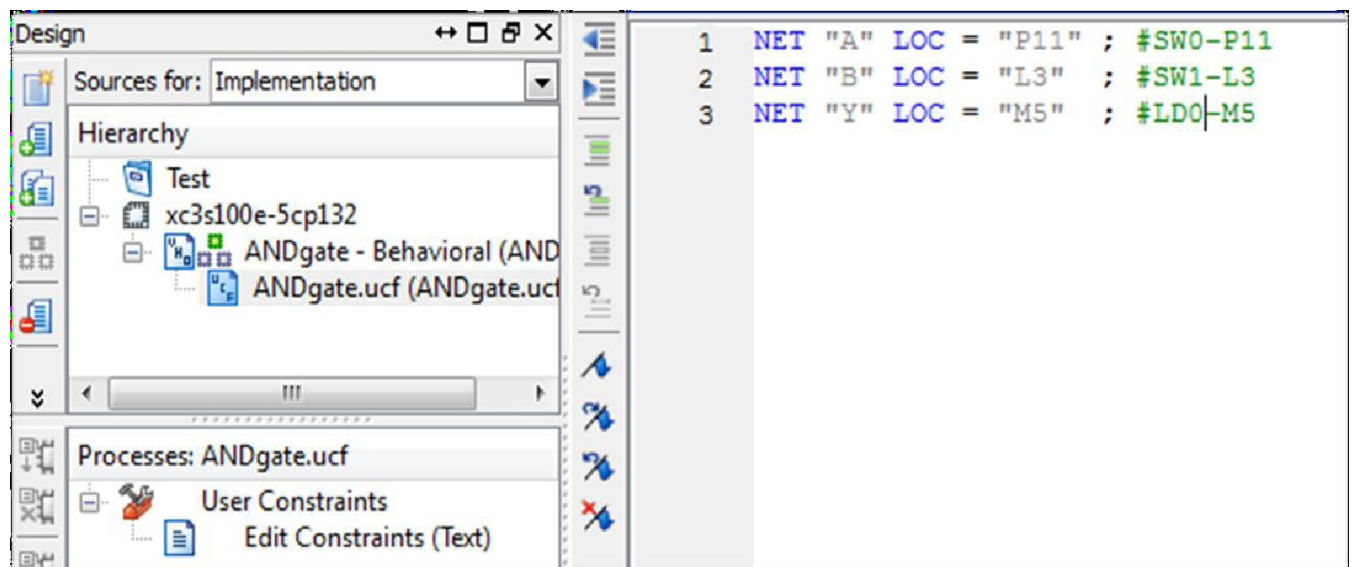 Design
Sources for: Implementation
Hierarchy
Test
xc3s100e-5cp132
ANDgate - Behavioral (AND
ANDgate.ucf (ANDgate.ucf
Processes: ANDgate.ucf
User Constraints
Edit Constraints (Text)
1 NET "A" LOC = "P11" ; #SW0-P11
2 NET "B" LOC = "L3" ; #SW1-L3
3 NET "Y" LOC = "M5" ; #LD0-M5